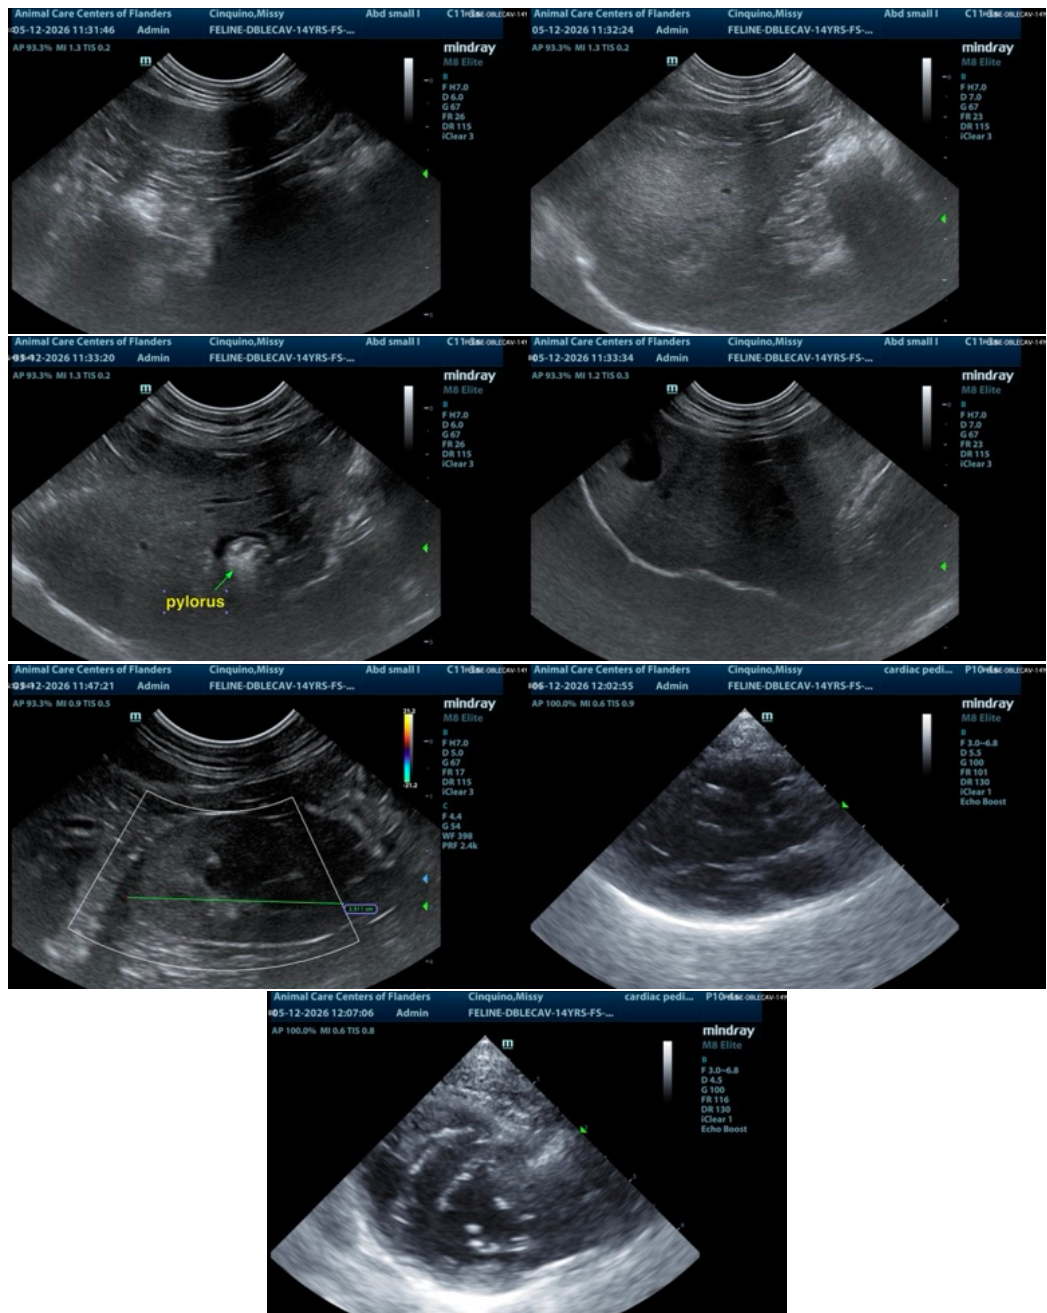 Animal Care Centers of Flanders Cinquino,Missy Abd small I
05-12-2026 11:31:46 Admin FELINE-DBLECAV-14YRS-FS-...
AP 93.3% MI 1.3 TIS 0.2
mindray
M8 Elite
B
F H7.0
D 6.0
G 67
FR 26
DR 115
iClear 3
Animal Care Centers of Flanders Cinquino,Missy Abd small I
05-12-2026 11:32:24 Admin FELINE-DBLECAV-14YRS-FS-...
AP 93.3% MI 1.3 TIS 0.2
mindray
M8 Elite
B
F H7.0
D 7.0
G 67
FR 23
DR 115
iClear 3
Animal Care Centers of Flanders Cinquino,Missy Abd small I
11:33:20 Admin FELINE-DBLECAV-14YRS-FS-...
AP 93.3% MI 1.3 TIS 0.2
mindray
M8 Elite
B
F H7.0
D 6.0
G 67
FR 26
DR 115
iClear 3
pylorus
Animal Care Centers of Flanders Cinquino,Missy Abd small I
05-12-2026 11:33:34 Admin FELINE-DBLECAV-14YRS-FS-...
AP 93.3% MI 1.2 TIS 0.3
mindray
M8 Elite
B
F H7.0
D 7.0
G 67
FR 23
DR 115
iClear 3
Animal Care Centers of Flanders Cinquino,Missy Abd small I
11:47:21 Admin FELINE-DBLECAV-14YRS-FS-...
AP 93.3% MI 0.9 TIS 0.5
21.2
-21.2
mindray
M8 Elite
B
F H7.0
D 5.0
G 67
FR 17
DR 115
iClear 3
C
F 4.4
G 54
WF 398
PRF 2.4k
Animal Care Centers of Flanders Cinquino,Missy cardiac pedi...
12:02:55 Admin FELINE-DBLECAV-14YRS-FS-...
AP 100.0% MI 0.6 TIS 0.9
mindray
M8 Elite
B
F 3.0~6.8
D 5.5
G 100
FR 101
DR 130
iClear 1
Echo Boost
Animal Care Centers of Flanders Cinquino,Missy cardiac pedi...
05-12-2026 12:07:06 Admin FELINE-DBLECAV-14YRS-FS-...
AP 100.0% MI 0.6 TIS 0.8
mindray
M8 Elite
B
F 3.0~6.8
D 4.5
G 100
FR 116
DR 130
iClear 1
Echo Boost